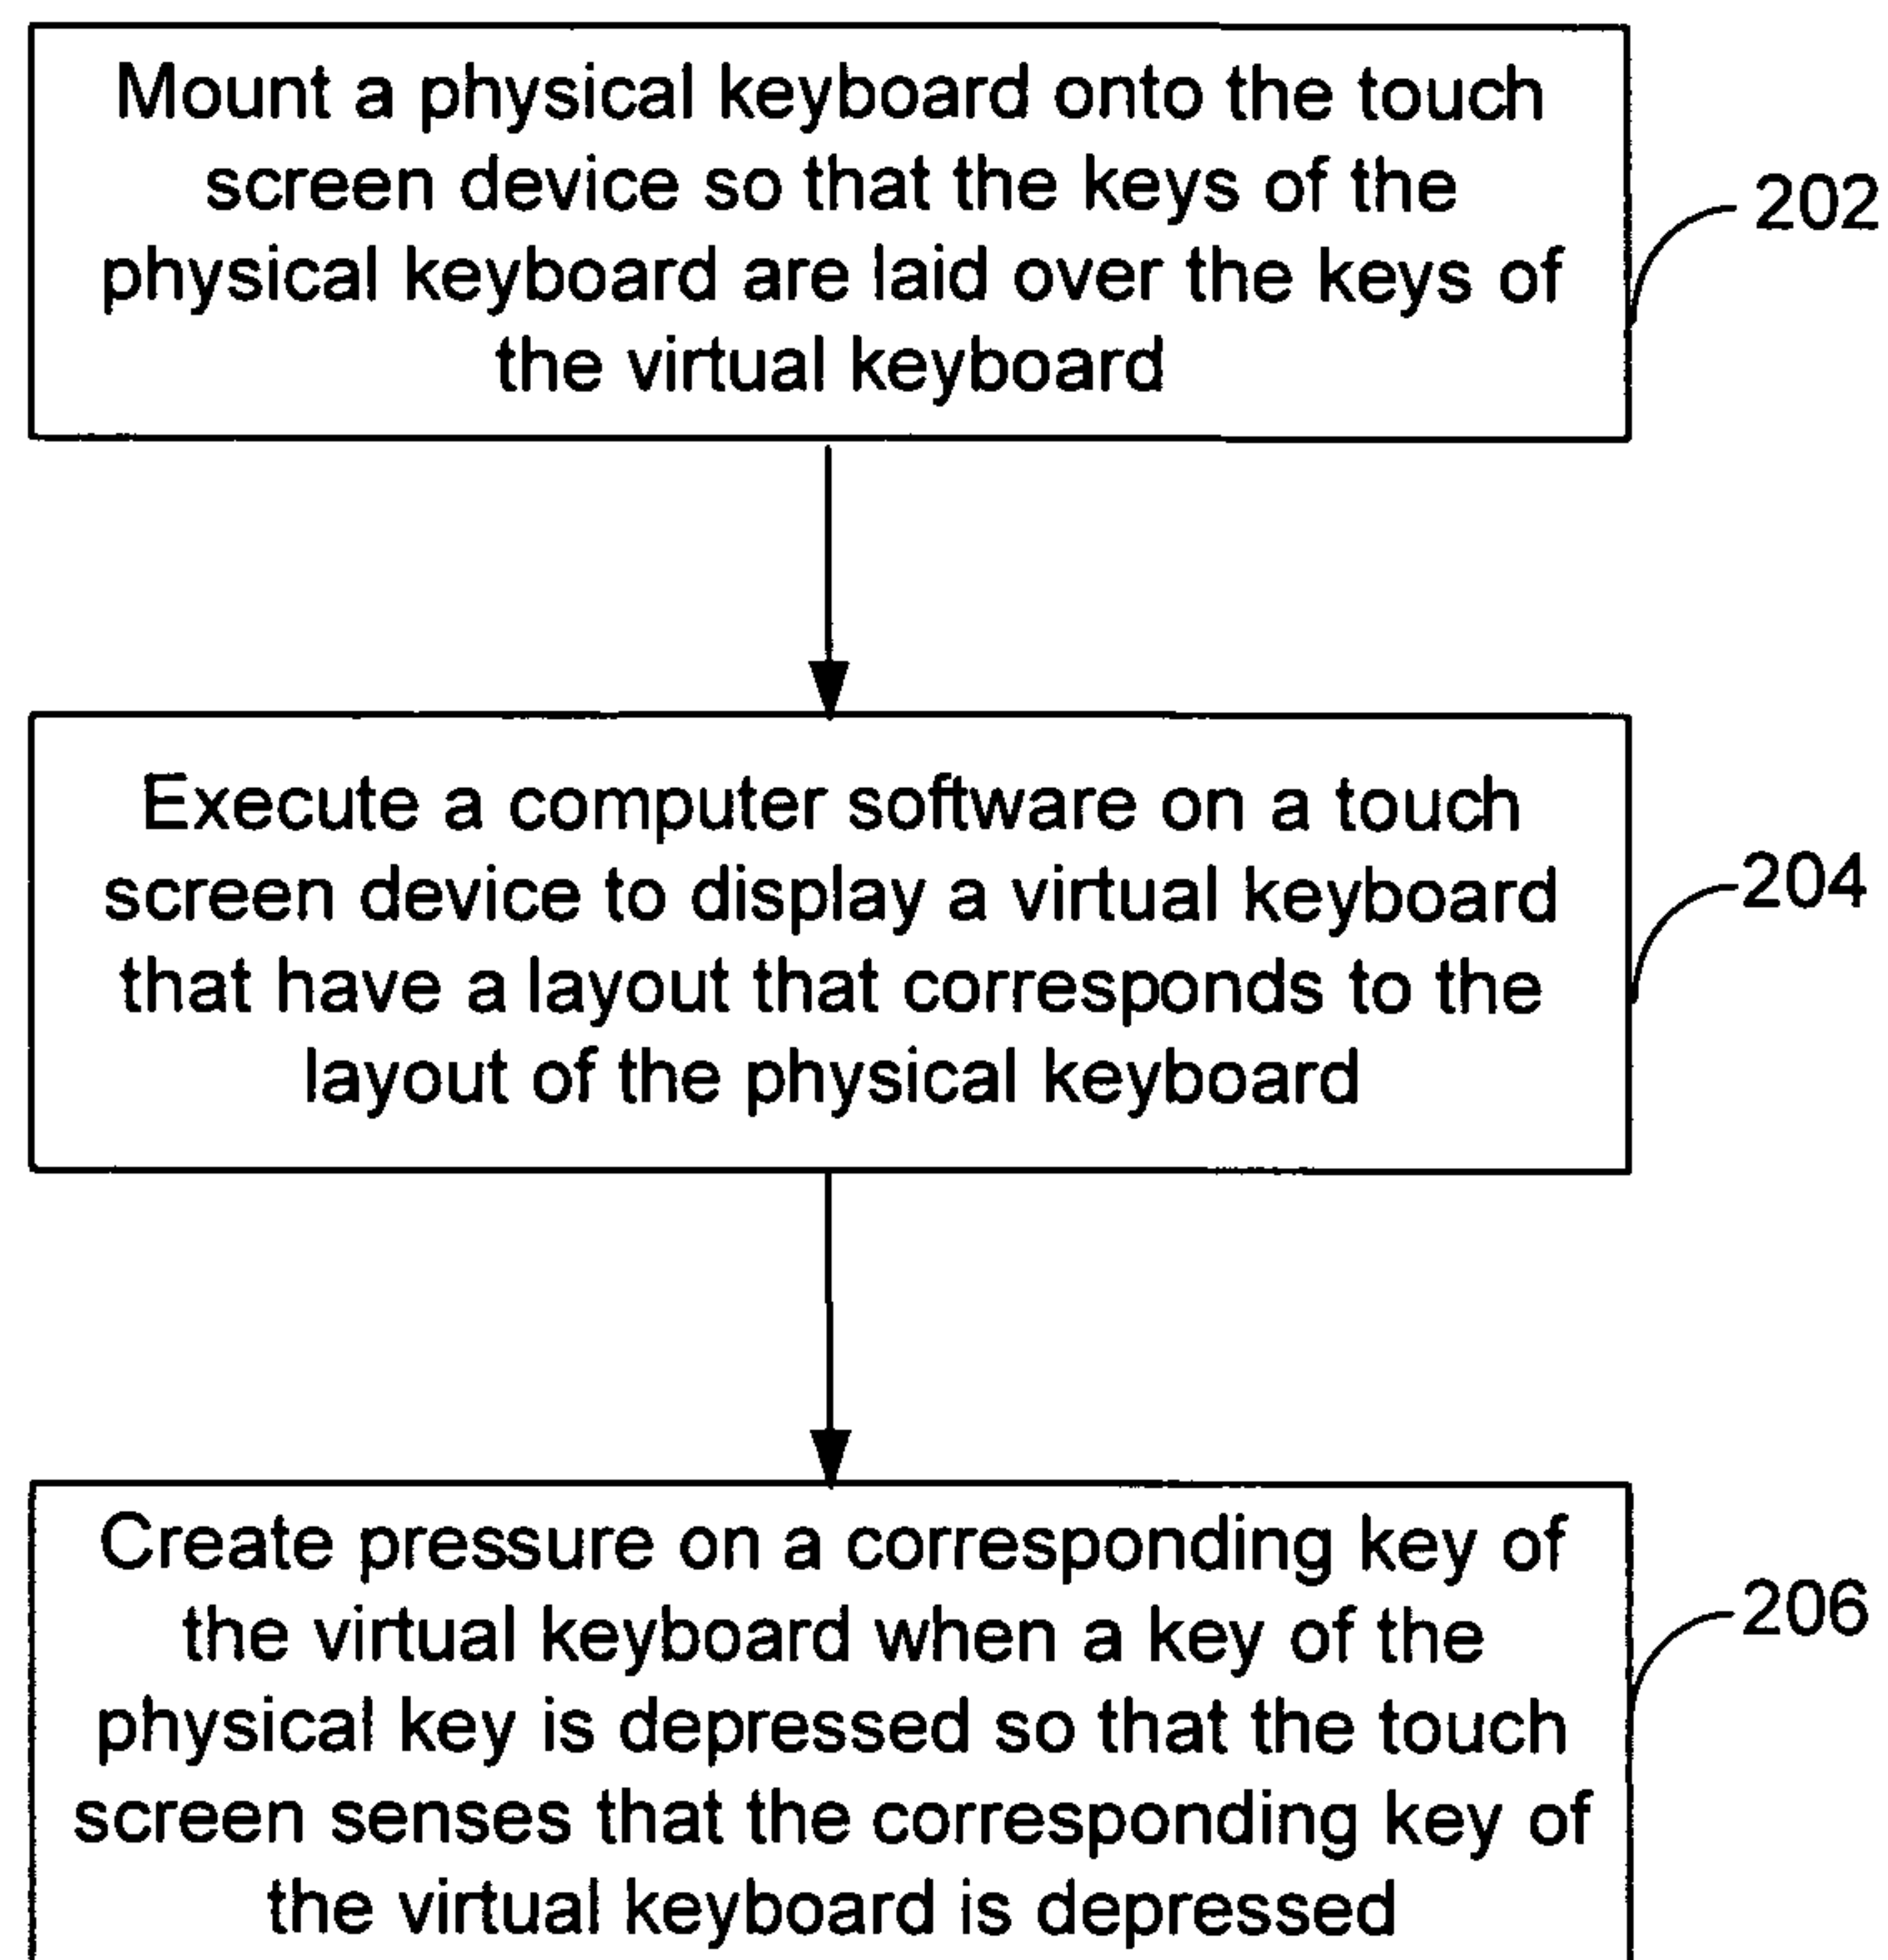 Mount a physical keyboard onto the touch
screen device so that the keys of the
physical keyboard are laid over the keys of
the virtual keyboard
202
Execute a computer software on a touch
screen device to display a virtual keyboard
that have a layout that corresponds to the
layout of the physical keyboard
204
Create pressure on a corresponding key of
the virtual keyboard when a key of the
physical key is depressed so that the touch
screen senses that the corresponding key of
the virtual keyboard is depressed
206